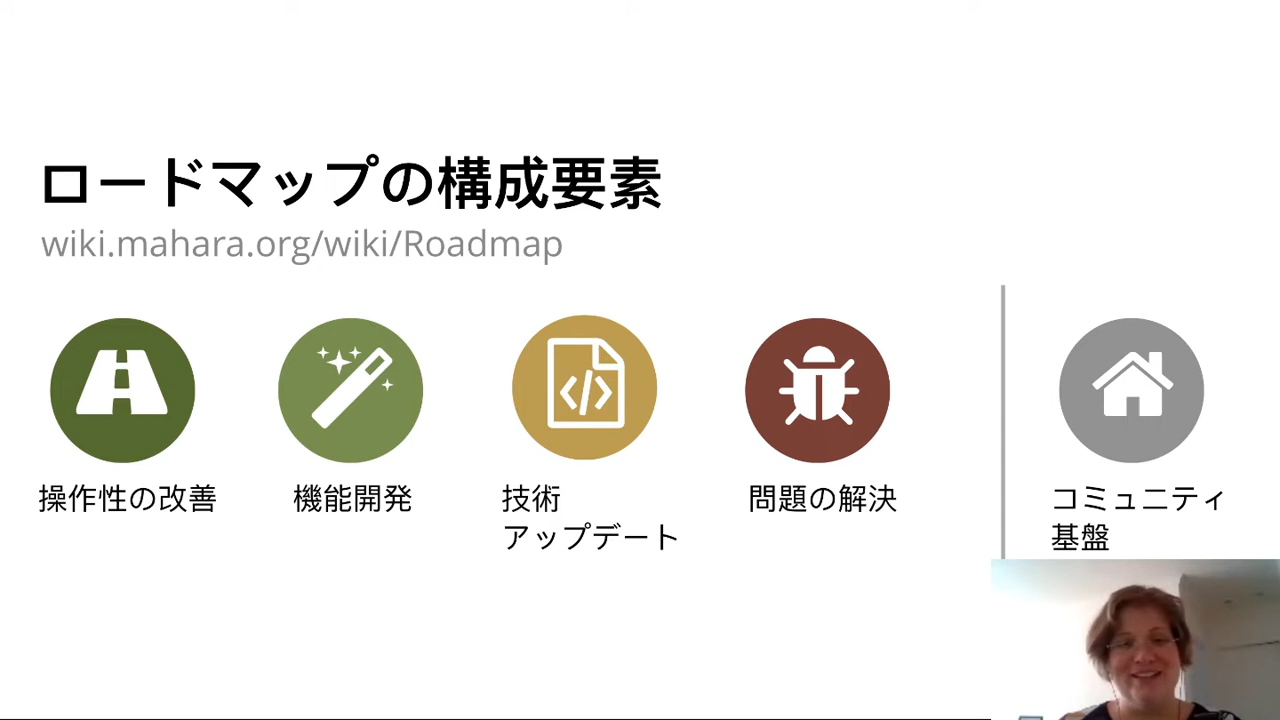 ロードマップの構成要素
wiki.mahara.org/wiki/Roadmap
操作性の改善
機能開発
技術
アップデート
問題の解決
コミュニティ
基盤